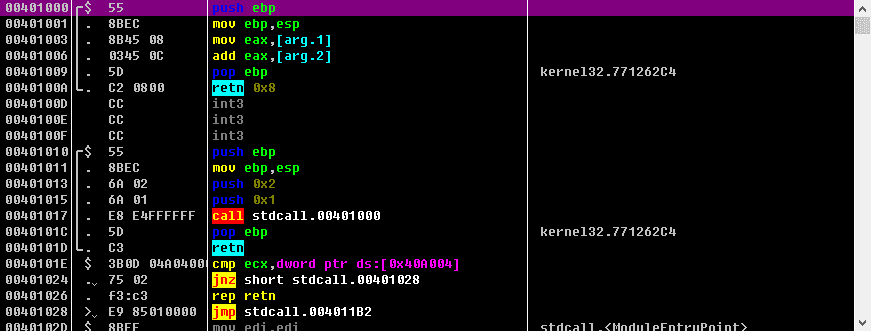 00401000 $ 55 push ebp
00401001 . 8BEC mov ebp,esp
00401003 . 8B45 08 mov eax,[arg.1]
00401006 . 0345 0C add eax,[arg.2]
00401009 . 5D pop ebp kernel32.771262C4
0040100A . C2 0800 retn 0x8
0040100D CC int3
0040100E CC int3
0040100F CC int3
00401010 $ 55 push ebp
00401011 . 8BEC mov ebp,esp
00401013 . 6A 02 push 0x2
00401015 . 6A 01 push 0x1
00401017 . E8 E4FFFFFF call stdcall.00401000
0040101C . 5D pop ebp kernel32.771262C4
0040101D . C3 retn
0040101E $ 3B0D 04A04000 cmp ecx,dword ptr ds:[0x40A004]
00401024 . 75 02 jnz short stdcall.00401028
00401026 . f3:c3 rep retn
00401028 > E9 85010000 jmp stdcall.004011B2
0040102D $ 8BFF mov edi,edi stdcall.<ModuleEntryPoint>